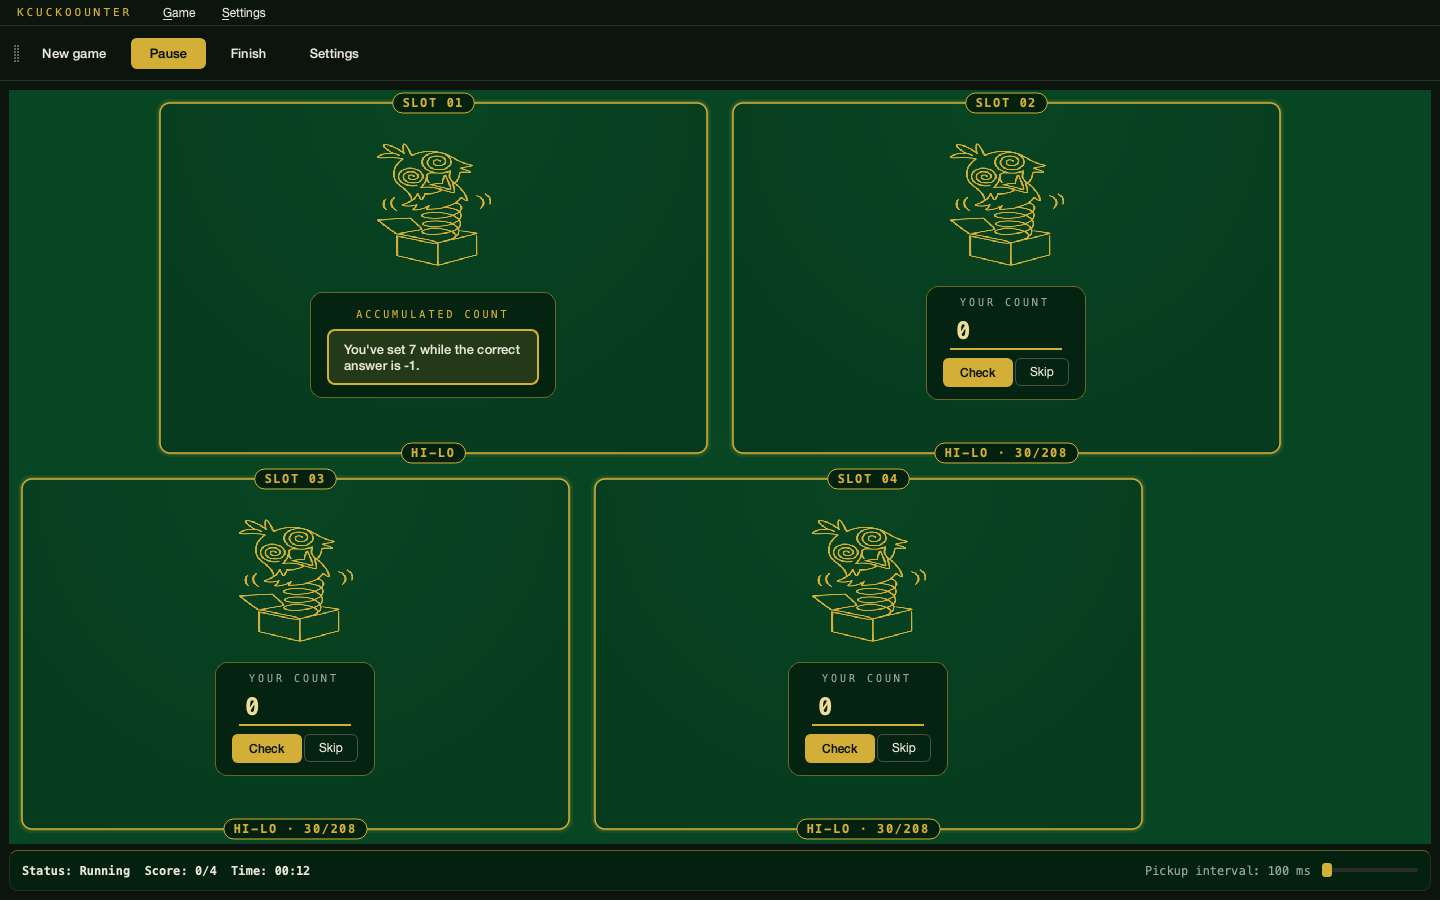 KCUCKOOUNTER Game Settings
New game Pause Finish Settings
SLOT 01
ACCUMULATED COUNT
You've set 7 while the correct
answer is -1.
HI-LO
SLOT 02
YOUR COUNT
0
Check Skip
HI-LO · 30/208
SLOT 03
YOUR COUNT
0
Check Skip
HI-LO · 30/208
SLOT 04
YOUR COUNT
0
Check Skip
HI-LO · 30/208
Status: Running Score: 0/4 Time: 00:12
Pickup interval: 100 ms